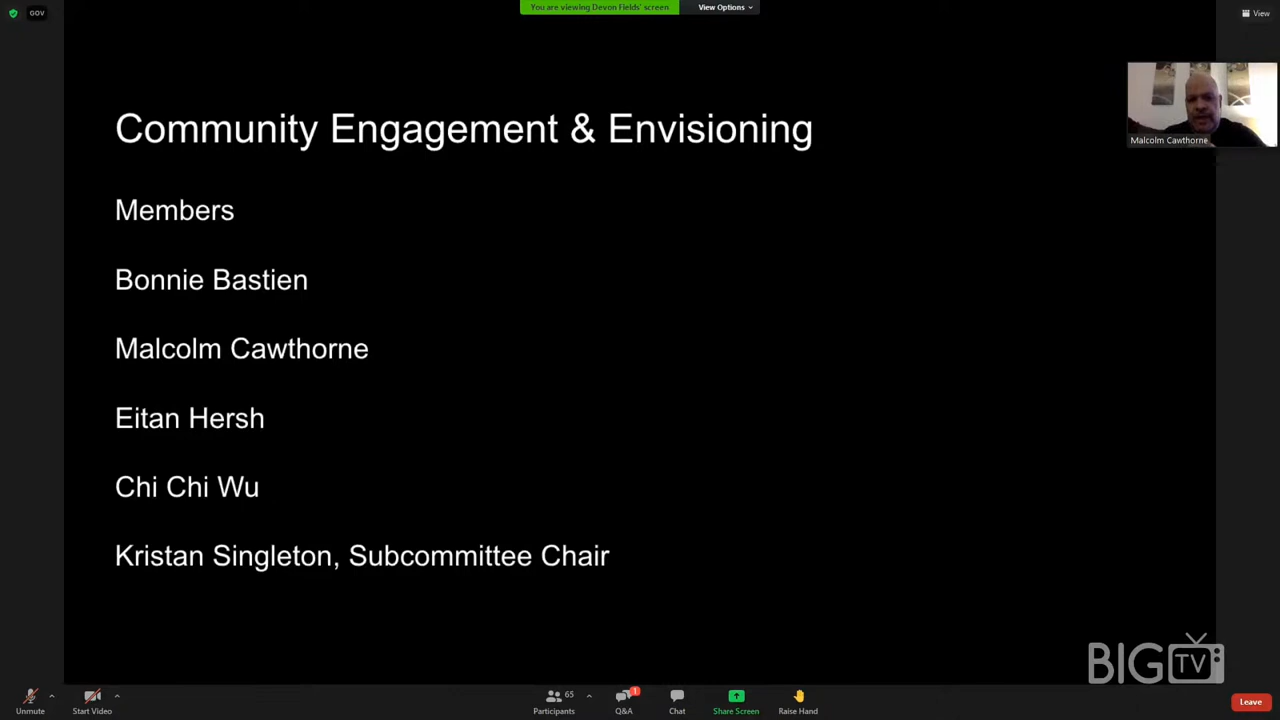 GOV
You are viewing Devon Fields' screen
View Options
View
Malcolm Cawthorne
Community Engagement & Envisioning
Members
Bonnie Bastien
Malcolm Cawthorne
Eitan Hersh
Chi Chi Wu
Kristan Singleton, Subcommittee Chair
BIG TV
Unmute
Start Video
65
Participants
1
Q&A
Chat
Share Screen
Raise Hand
Leave